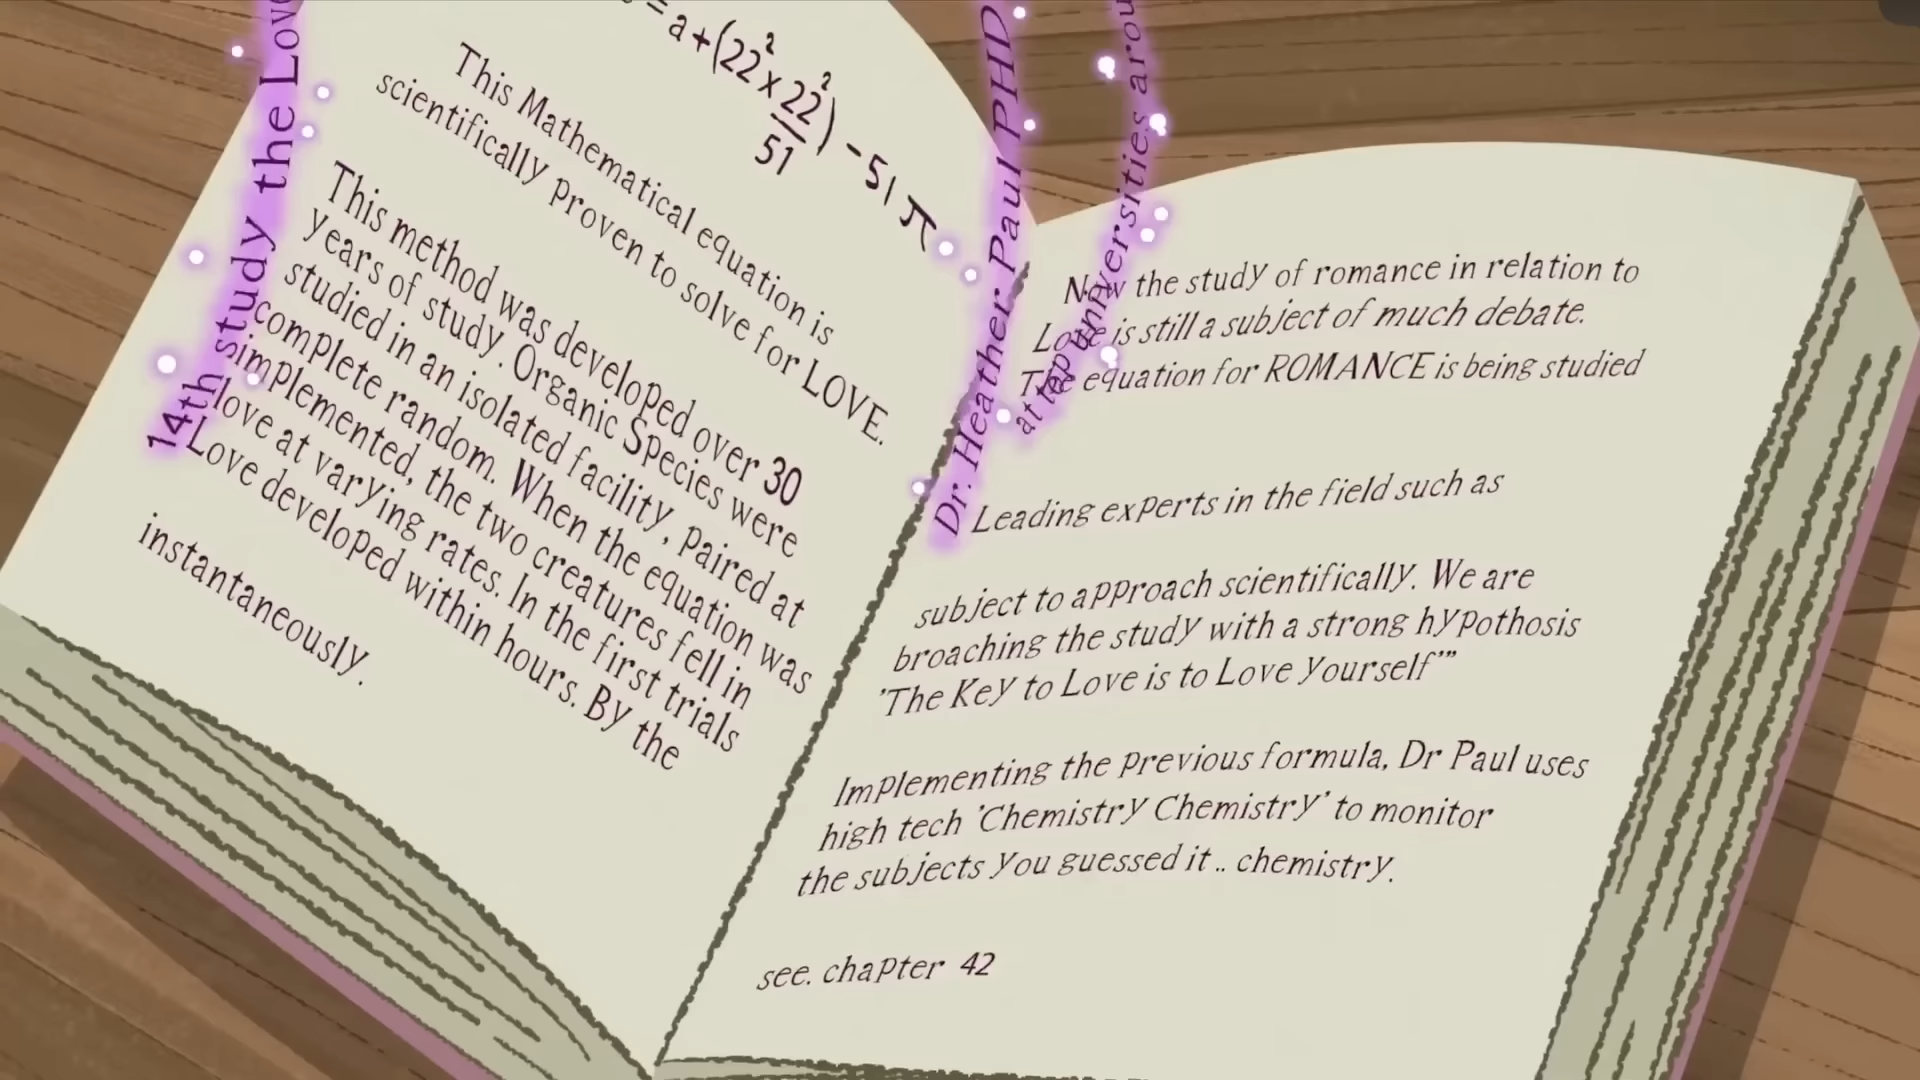 = a + (22² x 22²/51) - 51 π
This Mathematical equation is
scientifically proven to solve for LOVE.
This method was developed over 30
years of study. Organic Species were
studied in an isolated facility, paired at
complete random. When the equation was
simplemented, the two creatures fell in
love at varying rates. In the first trials
Love developed within hours. By the
14th study the Lov
instantaneously.
Now the study of romance in relation to
Love is still a subject of much debate.
The equation for ROMANCE is being studied
at top universities arou
Leading experts in the field such as
Dr. Heather Paul PHD
subject to approach scientifically. We are
broaching the study with a strong hypothosis
'The Key to Love is to Love Yourself'"
Implementing the previous formula, Dr Paul uses
high tech 'Chemistry Chemistry' to monitor
the subjects you guessed it .. chemistry.
see. chapter 42